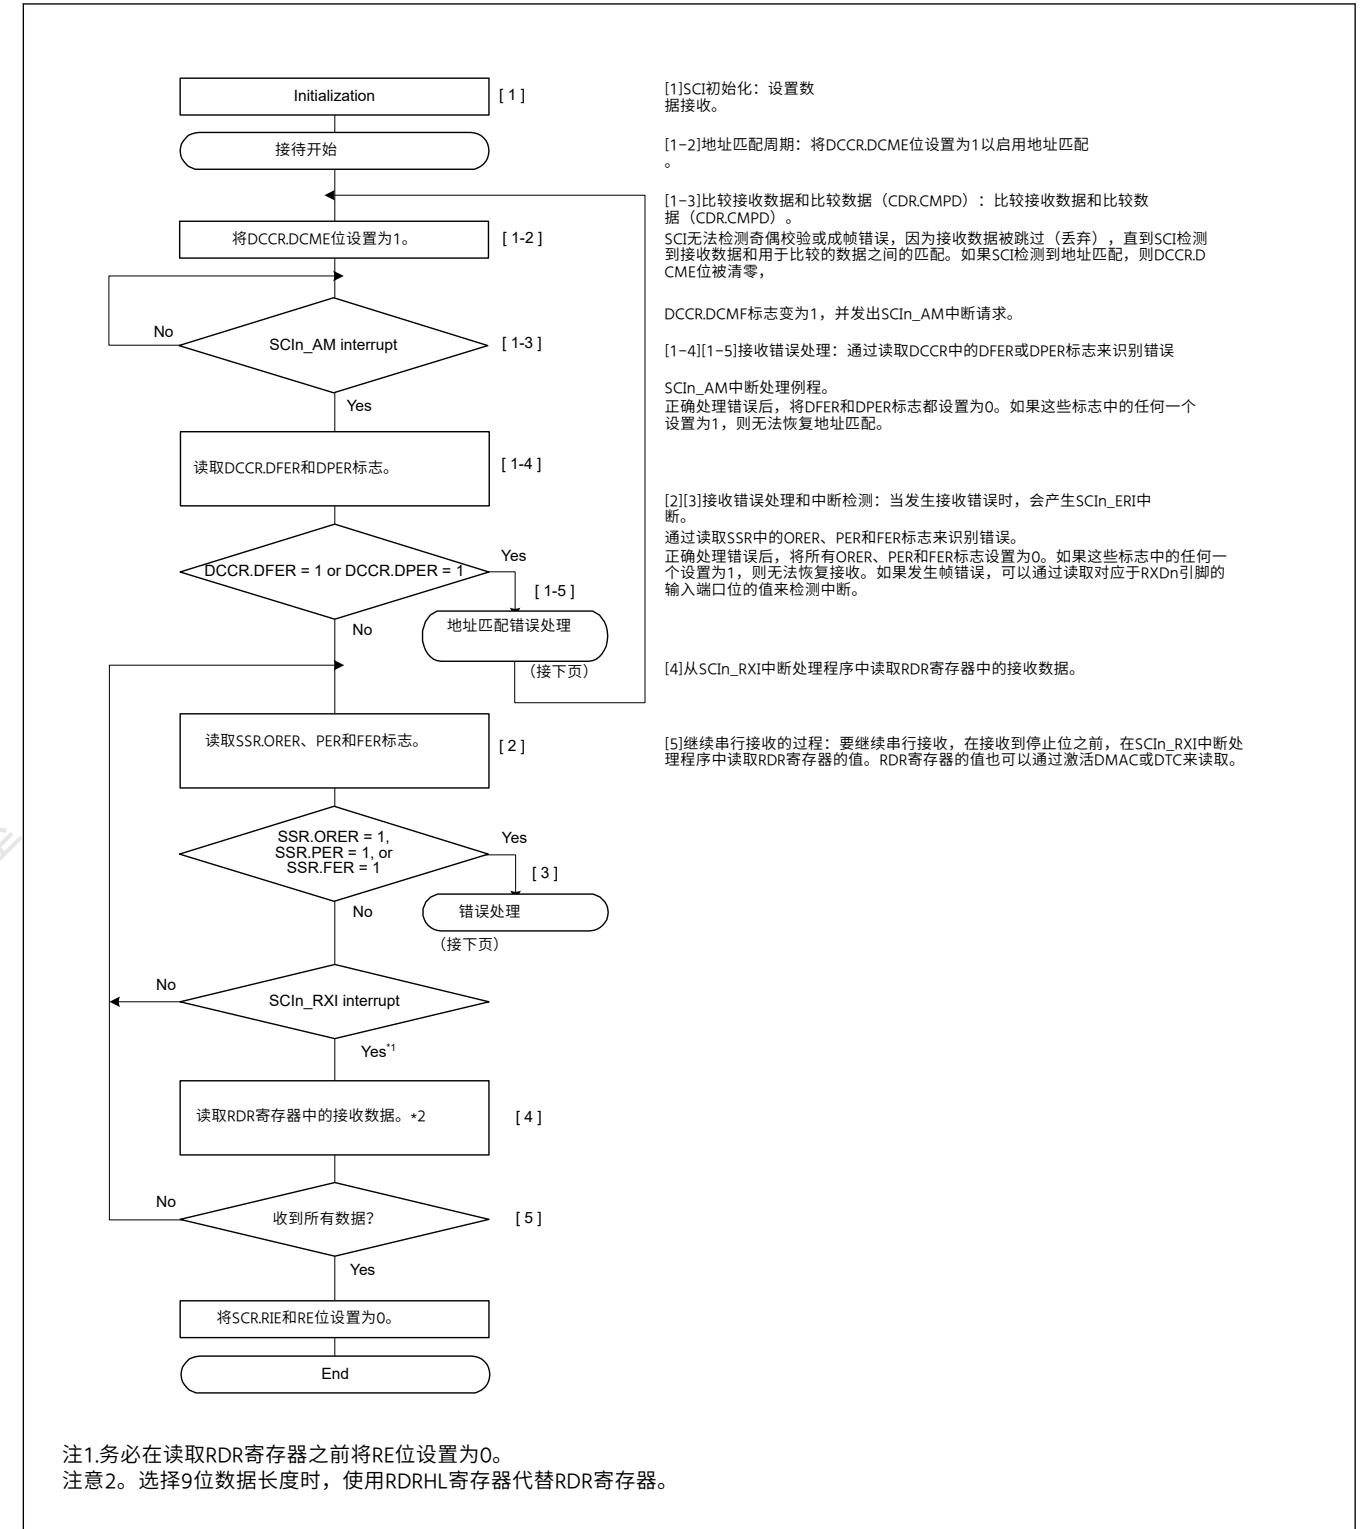 Initialization
[ 1 ]
接待开始
将DCCR.DCME位设置为1。
[ 1-2 ]
No
SCIn_AM interrupt
[ 1-3 ]
Yes
读取DCCR.DFER和DPER标志。
[ 1-4 ]
DCCR.DFER = 1 or DCCR.DPER = 1
Yes
[ 1-5 ]
地址匹配错误处理
（接下页）
No
读取SSR.ORER、PER和FER标志。
[ 2 ]
SSR.ORER = 1,
SSR.PER = 1, or
SSR.FER = 1
Yes
[ 3 ]
错误处理
（接下页）
No
No
SCIn_RXI interrupt
Yes*1
读取RDR寄存器中的接收数据。*2
[ 4 ]
No
收到所有数据？
[ 5 ]
Yes
将SCR.RIE和RE位设置为0。
End
[1]SCI初始化：设置数
据接收。
[1-2]地址匹配周期：将DCCR.DCME位设置为1以启用地址匹配
。
[1-3]比较接收数据和比较数据（CDR.CMPD）：比较接收数据和比较数
据（CDR.CMPD）。
SCI无法检测奇偶校验或成帧错误，因为接收数据被跳过（丢弃），直到SCI检测
到接收数据和用于比较的数据之间的匹配。如果SCI检测到地址匹配，则DCCR.D
CME位被清零，
DCCR.DCMF标志变为1，并发出SCIn_AM中断请求。
[1-4][1-5]接收错误处理：通过读取DCCR中的DFER或DPER标志来识别错误
SCIn_AM中断处理例程。
正确处理错误后，将DFER和DPER标志都设置为0。如果这些标志中的任何一个
设置为1，则无法恢复地址匹配。
[2][3]接收错误处理和中断检测：当发生接收错误时，会产生SCIn_ERI中
断。
通过读取SSR中的ORER、PER和FER标志来识别错误。
正确处理错误后，将所有ORER、PER和FER标志设置为0。如果这些标志中的任何一
个设置为1，则无法恢复接收。如果发生帧错误，可以通过读取对应于RXDn引脚的
输入端口位的值来检测中断。
[4]从SCIn_RXI中断处理程序中读取RDR寄存器中的接收数据。
[5]继续串行接收的过程：要继续串行接收，在接收到停止位之前，在SCIn_RXI中断处
理程序中读取RDR寄存器的值。RDR寄存器的值也可以通过激活DMAC或DTC来读取。
注1.务必在读取RDR寄存器之前将RE位设置为0。
注意2。选择9位数据长度时，使用RDRHL寄存器代替RDR寄存器。